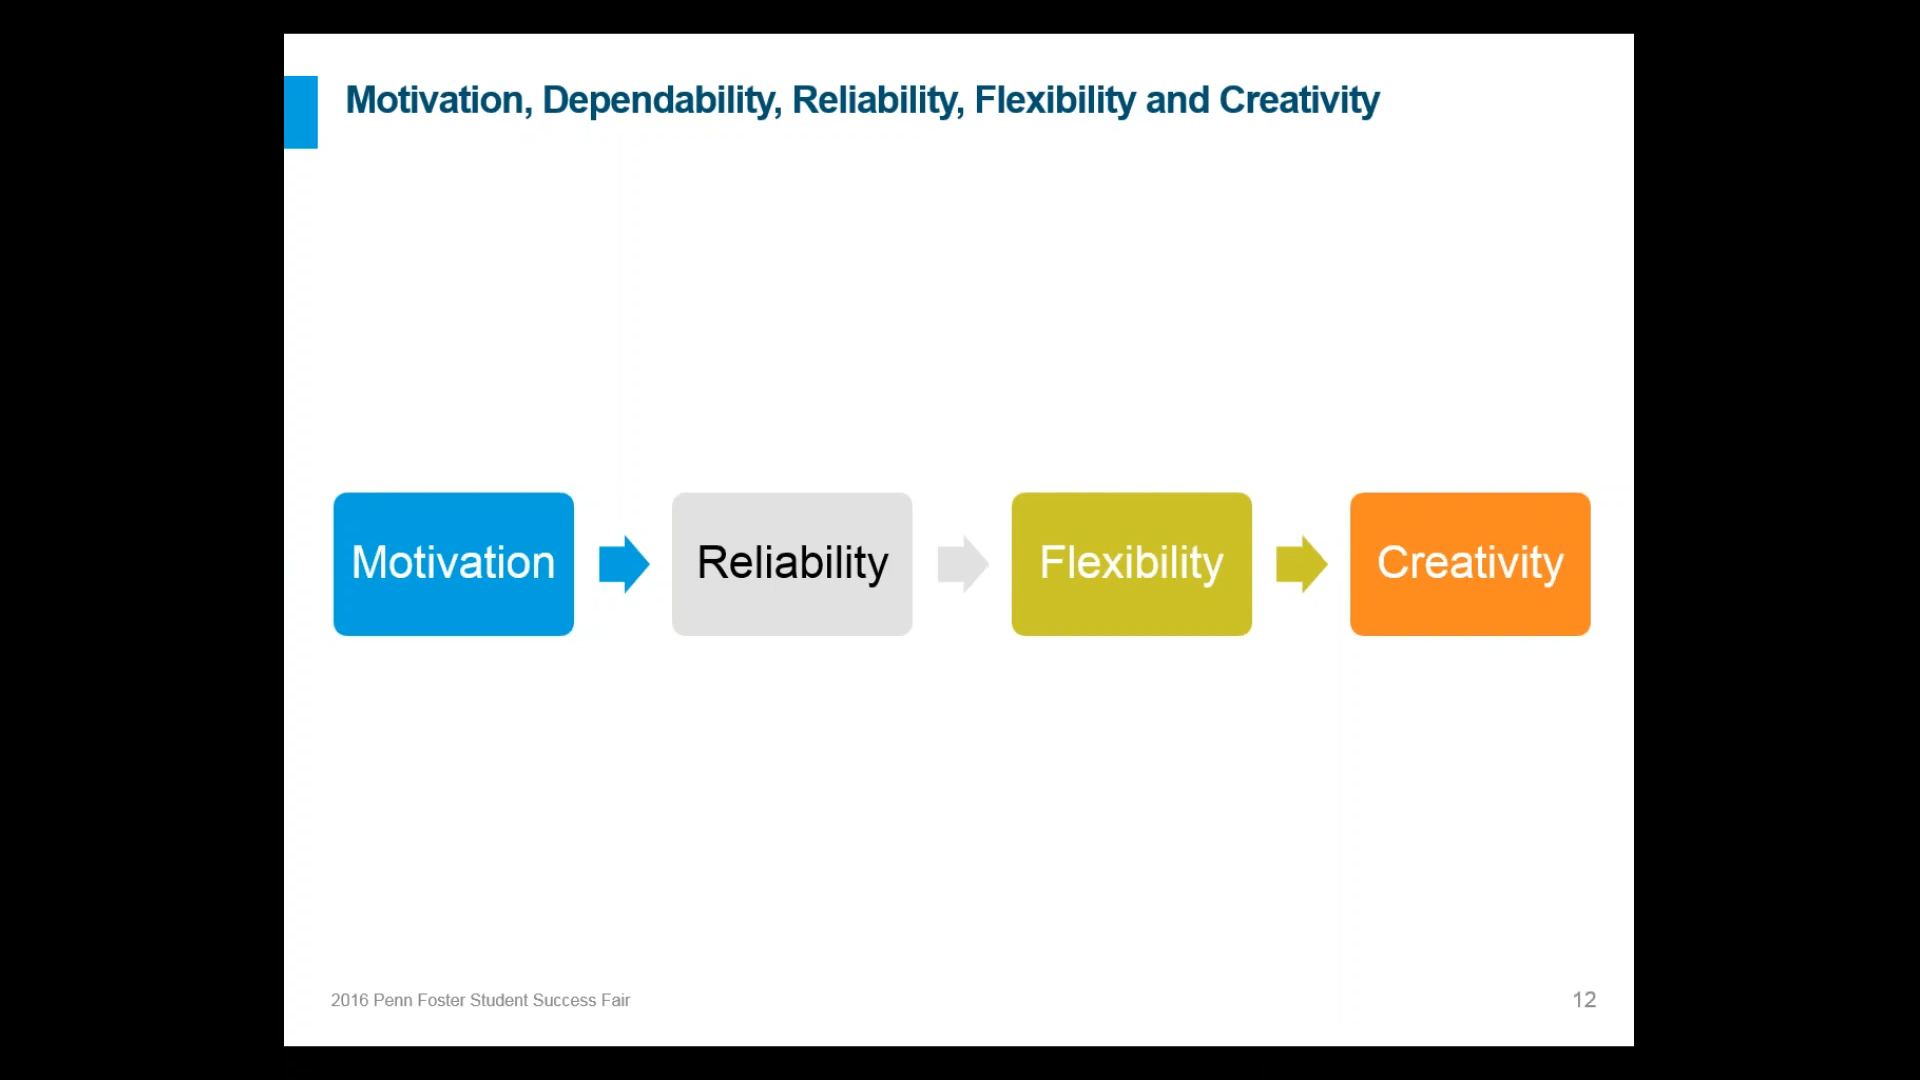 Motivation, Dependability, Reliability, Flexibility and Creativity
Motivation
Reliability
Flexibility
Creativity
2016 Penn Foster Student Success Fair
12